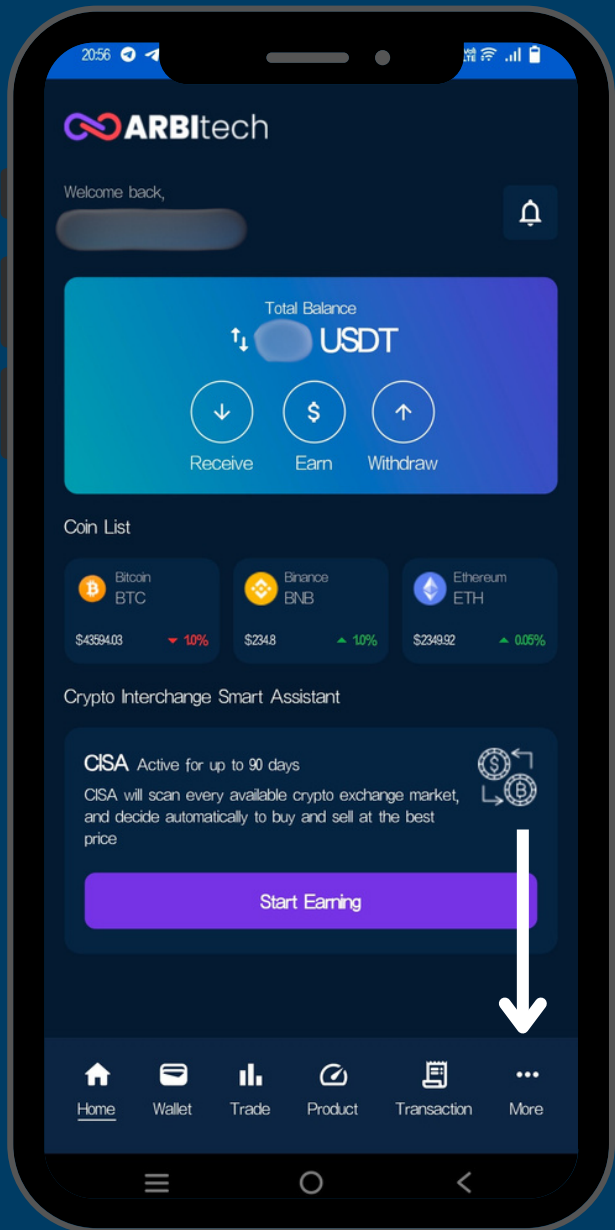 20:56
Vo)) LTE
ARBItech
Welcome back,
Total Balance
USDT
$
Receive Earn Withdraw
Coin List
Bitcoin Binance Ethereum
BTC BNB ETH
$43594.03 1.0% $234.8 1.0% $2349.92 0.05%
Crypto Interchange Smart Assistant
CISA Active for up to 90 days
CISA will scan every available crypto exchange market,
and decide automatically to buy and sell at the best
price
Start Earning
Home Wallet Trade Product Transaction More